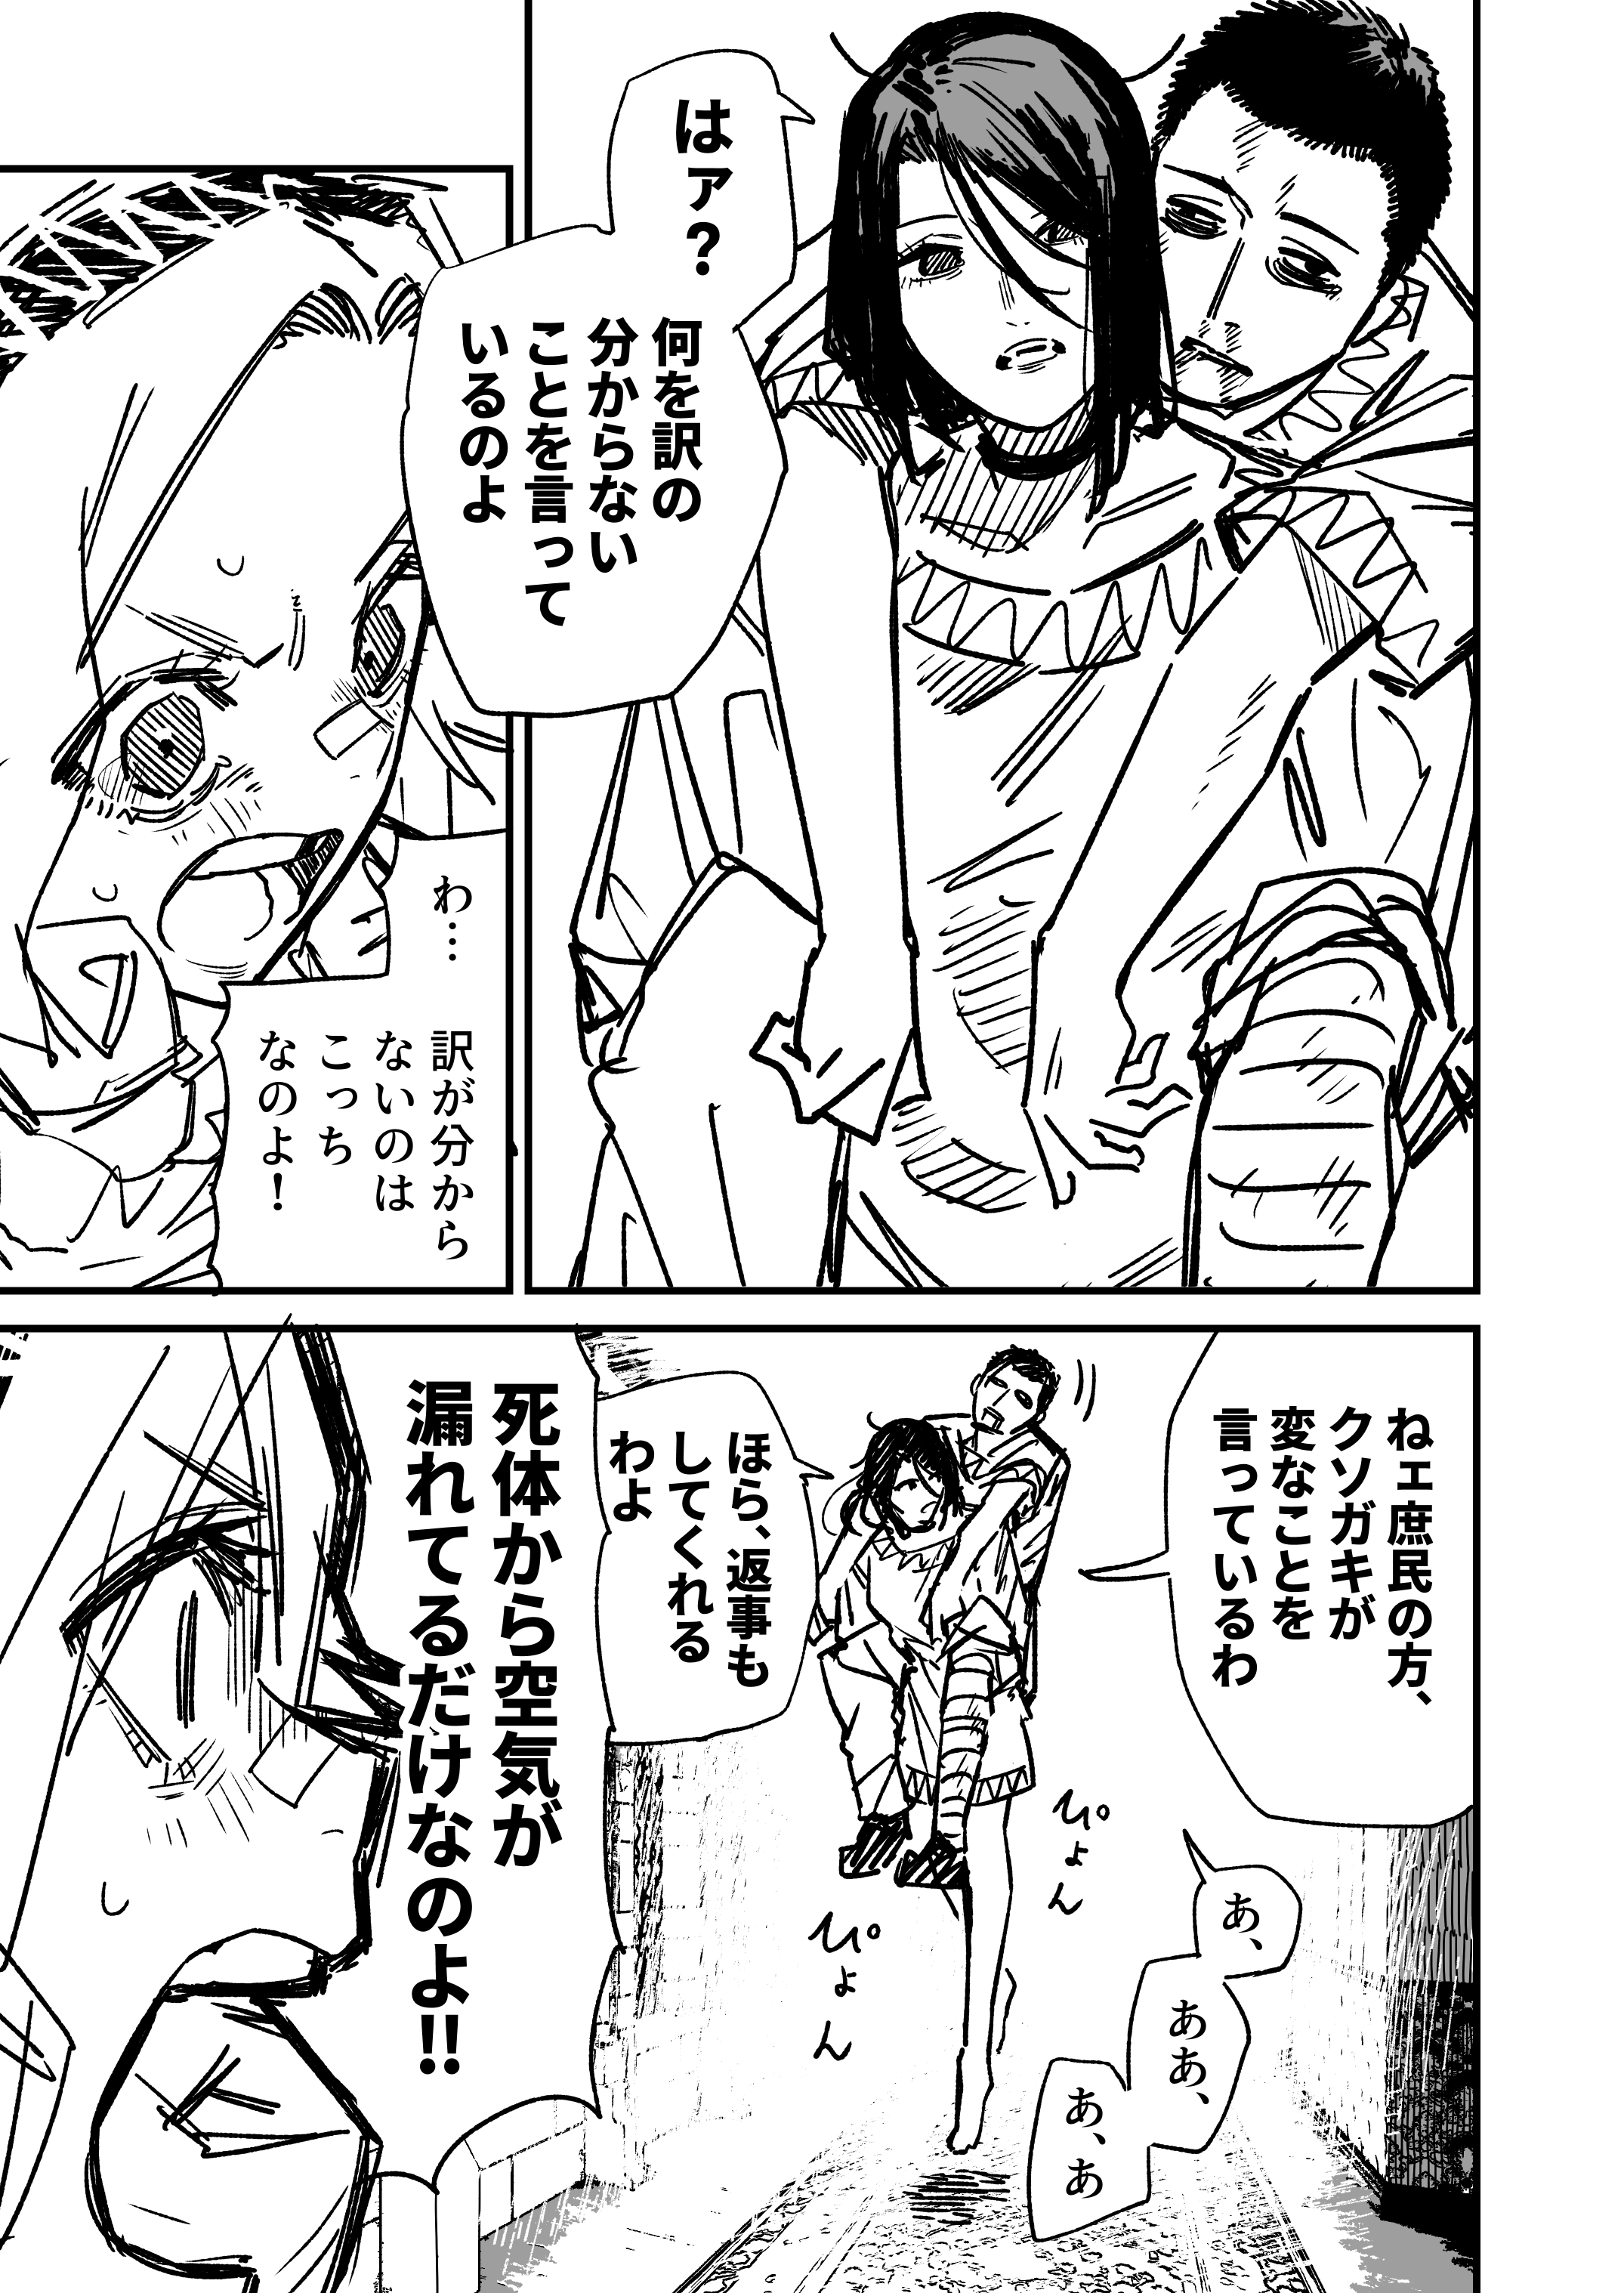 はァ?
何を訳の
分からない
ことを言って
いるのよ
わ…
訳が分から
ないのは
こっち
なのよ!
ねェ庶民の方、
クソガキが
変なことを
言っているわ
あ、
ああ、
あ、あ
ぴょん
ぴょん
ほら、返事も
してくれる
わよ
死体から空気が
漏れてるだけなのよ!!